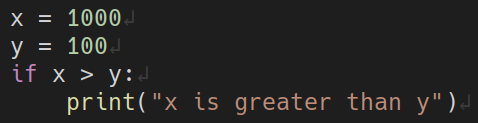 x = 1000
y = 100
if x > y:
    print("x is greater than y")